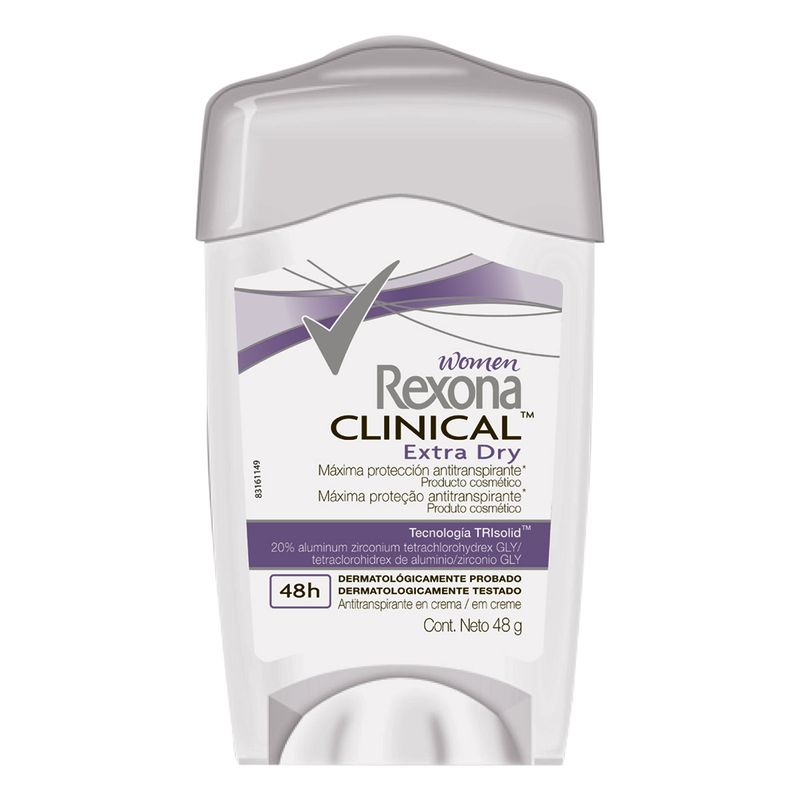 Women
Rexona
CLINICAL™
Extra Dry
Máxima protección antitranspirante*
Producto cosmético
Máxima proteção antitranspirante*
Produto cosmético
83161149
Tecnología TRIsolid™
20% aluminum zirconium tetrachlorohydrex GLY/
tetraclorohidrex de aluminio/zirconio GLY
48h
DERMATOLÓGICAMENTE PROBADO
DERMATOLOGICAMENTE TESTADO
Antitranspirante en crema / em creme
Cont. Neto 48 g